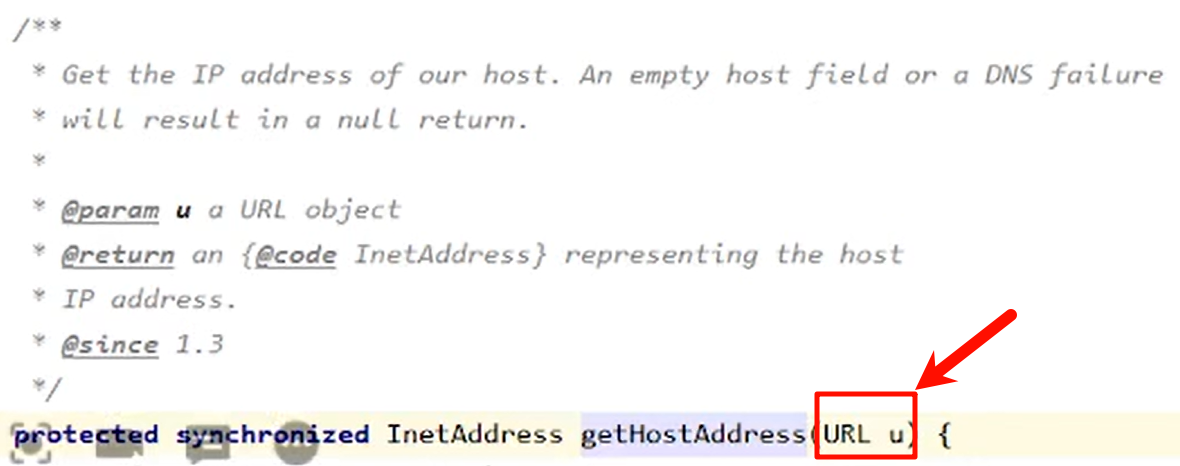 /**
* Get the IP address of our host. An empty host field or a DNS failure
* will result in a null return.
*
* @param u a URL object
* @return an {@code InetAddress} representing the host
* IP address.
* @since 1.3
*/
protected synchronized InetAddress getHostAddress(URL u) {